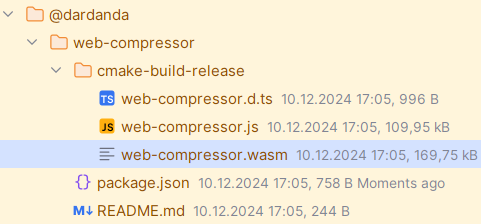 @dardanda
web-compressor
cmake-build-release
TS web-compressor.d.ts 10.12.2024 17:05, 996 B
JS web-compressor.js 10.12.2024 17:05, 109,95 kB
web-compressor.wasm 10.12.2024 17:05, 169,75 kB
{} package.json 10.12.2024 17:05, 758 B Moments ago
M↓ README.md 10.12.2024 17:05, 244 B